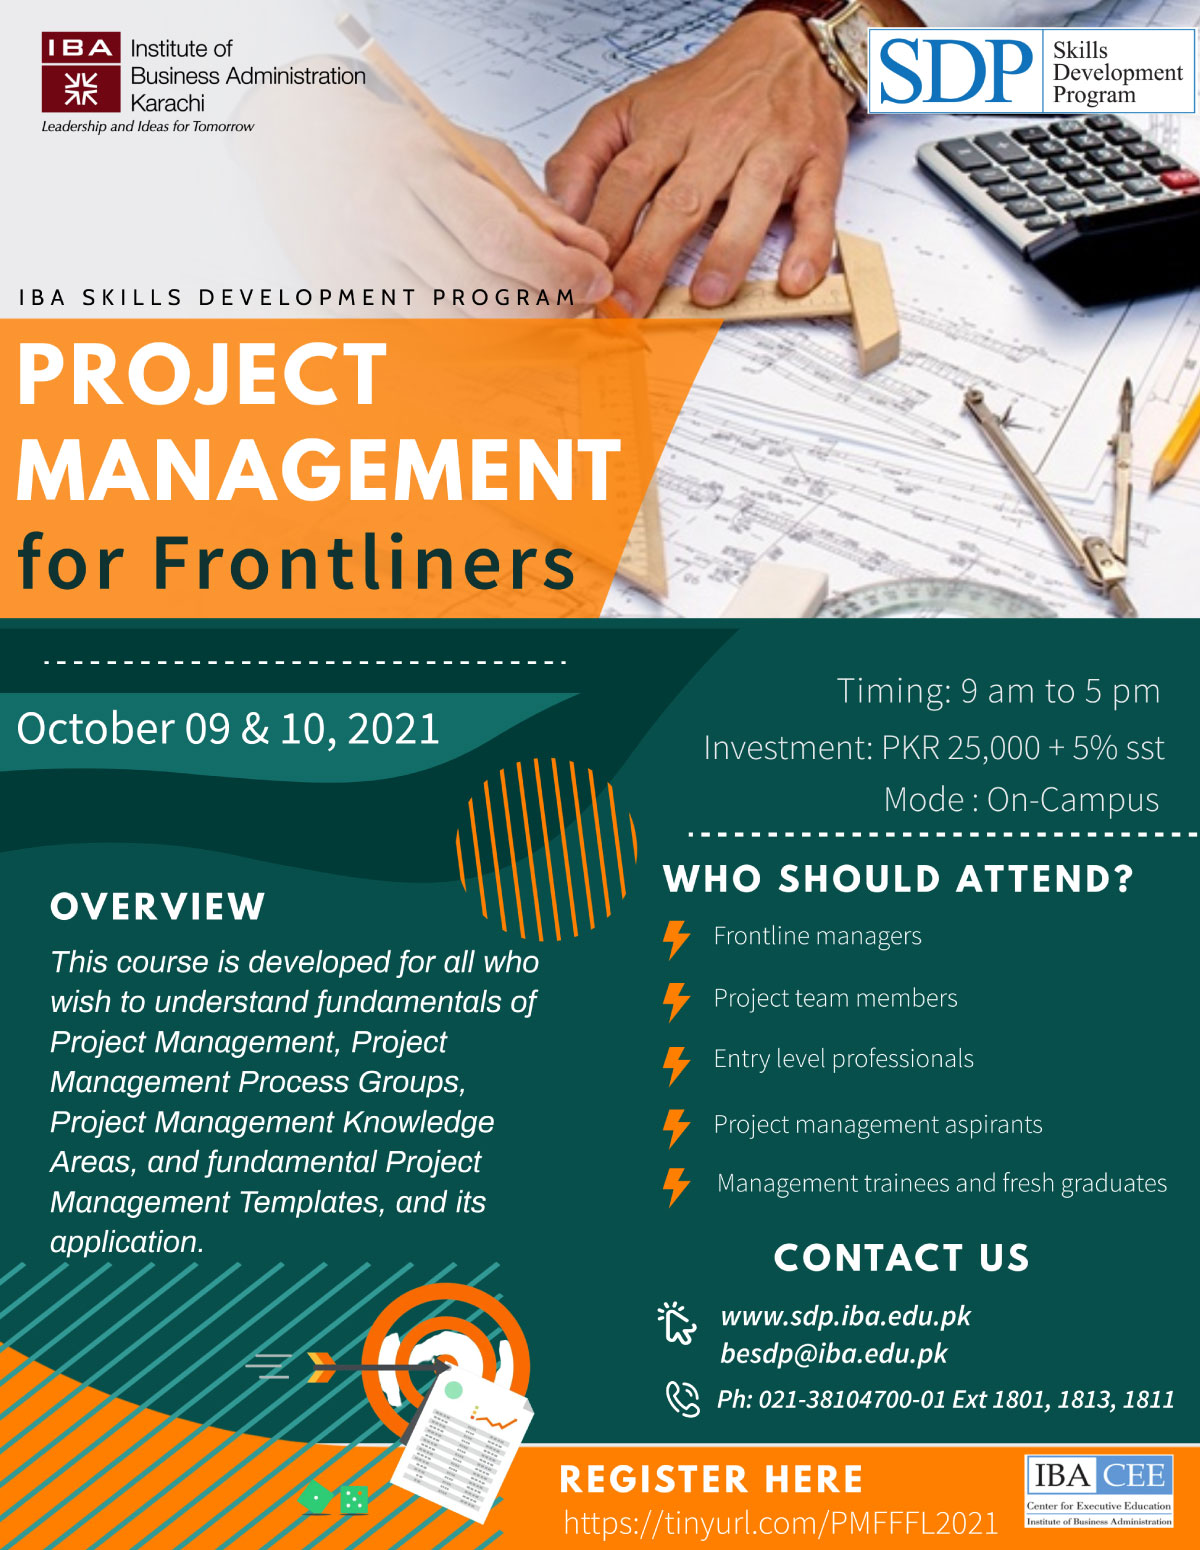 IBA
Institute of
Business Administration
Karachi
Leadership and Ideas for Tomorrow
SDP
Skills
Development
Program
IBA SKILLS DEVELOPMENT PROGRAM
PROJECT
MANAGEMENT
for Frontliners
October 09 & 10, 2021
Timing: 9 am to 5 pm
Investment: PKR 25,000 + 5% sst
Mode : On-Campus
OVERVIEW
This course is developed for all who
wish to understand fundamentals of
Project Management, Project
Management Process Groups,
Project Management Knowledge
Areas, and fundamental Project
Management Templates, and its
application.
WHO SHOULD ATTEND?
Frontline managers
Project team members
Entry level professionals
Project management aspirants
Management trainees and fresh graduates
CONTACT US
www.sdp.iba.edu.pk
besdp@iba.edu.pk
Ph: 021-38104700-01 Ext 1801, 1813, 1811
REGISTER HERE
https://tinyurl.com/PMFFFL2021
IBA CEE
Center for Executive Education
Institute of Business Administration